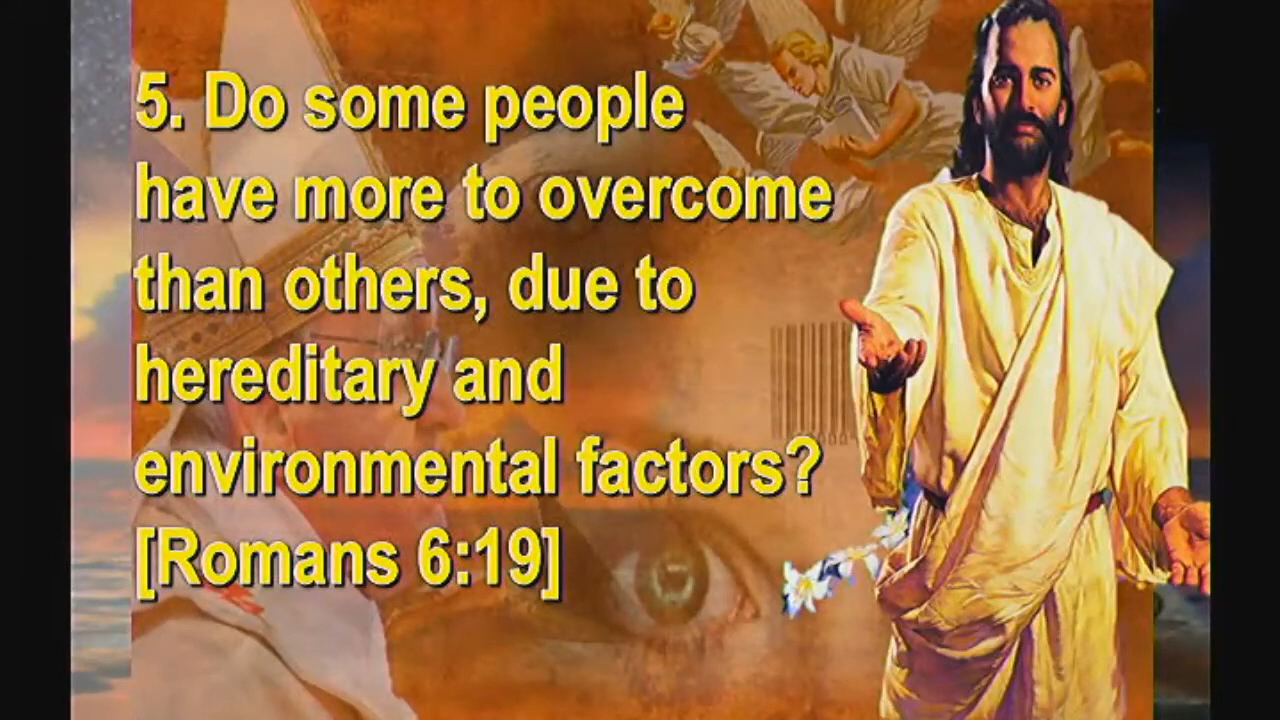 5. Do some people
have more to overcome
than others, due to
hereditary and
environmental factors?
[Romans 6:19]